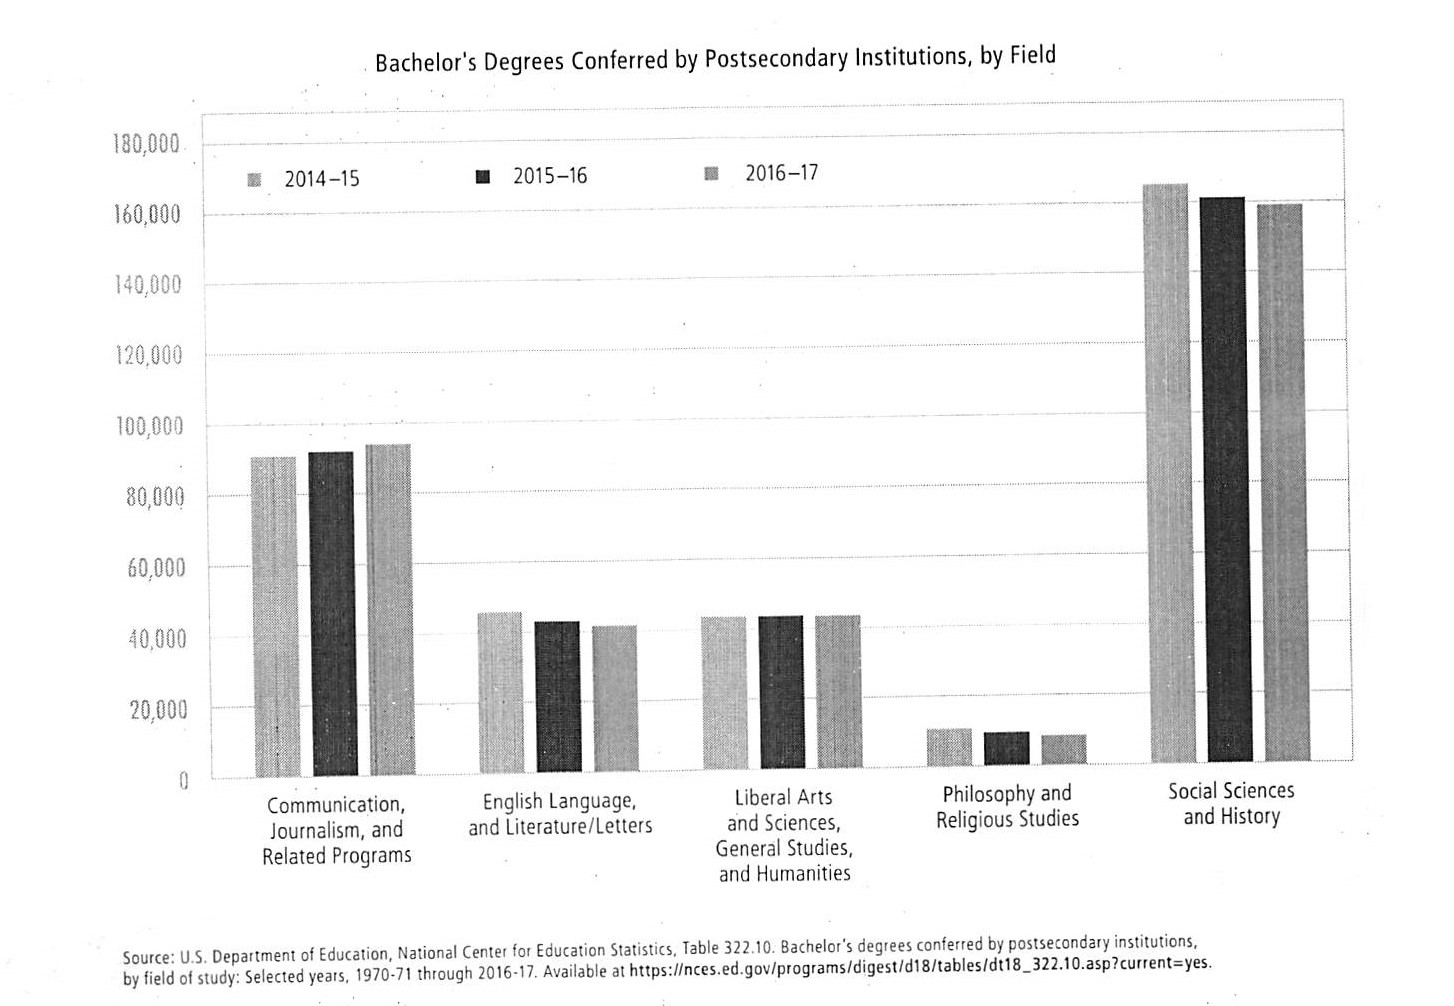 Bachelor's Degrees Conferred by Postsecondary Institutions, by Field
180,000
2014–15 2015–16 2016–17
160,000
140,000
120,000
100,000
80,000
60,000
40,000
20,000
0
Communication,
Journalism, and
Related Programs
English Language,
and Literature/Letters
Liberal Arts
and Sciences,
General Studies,
and Humanities
Philosophy and
Religious Studies
Social Sciences
and History
Source: U.S. Department of Education, National Center for Education Statistics, Table 322.10. Bachelor's degrees conferred by postsecondary institutions,
by field of study: Selected years, 1970-71 through 2016-17. Available at https://nces.ed.gov/programs/digest/d18/tables/dt18_322.10.asp?current=yes.